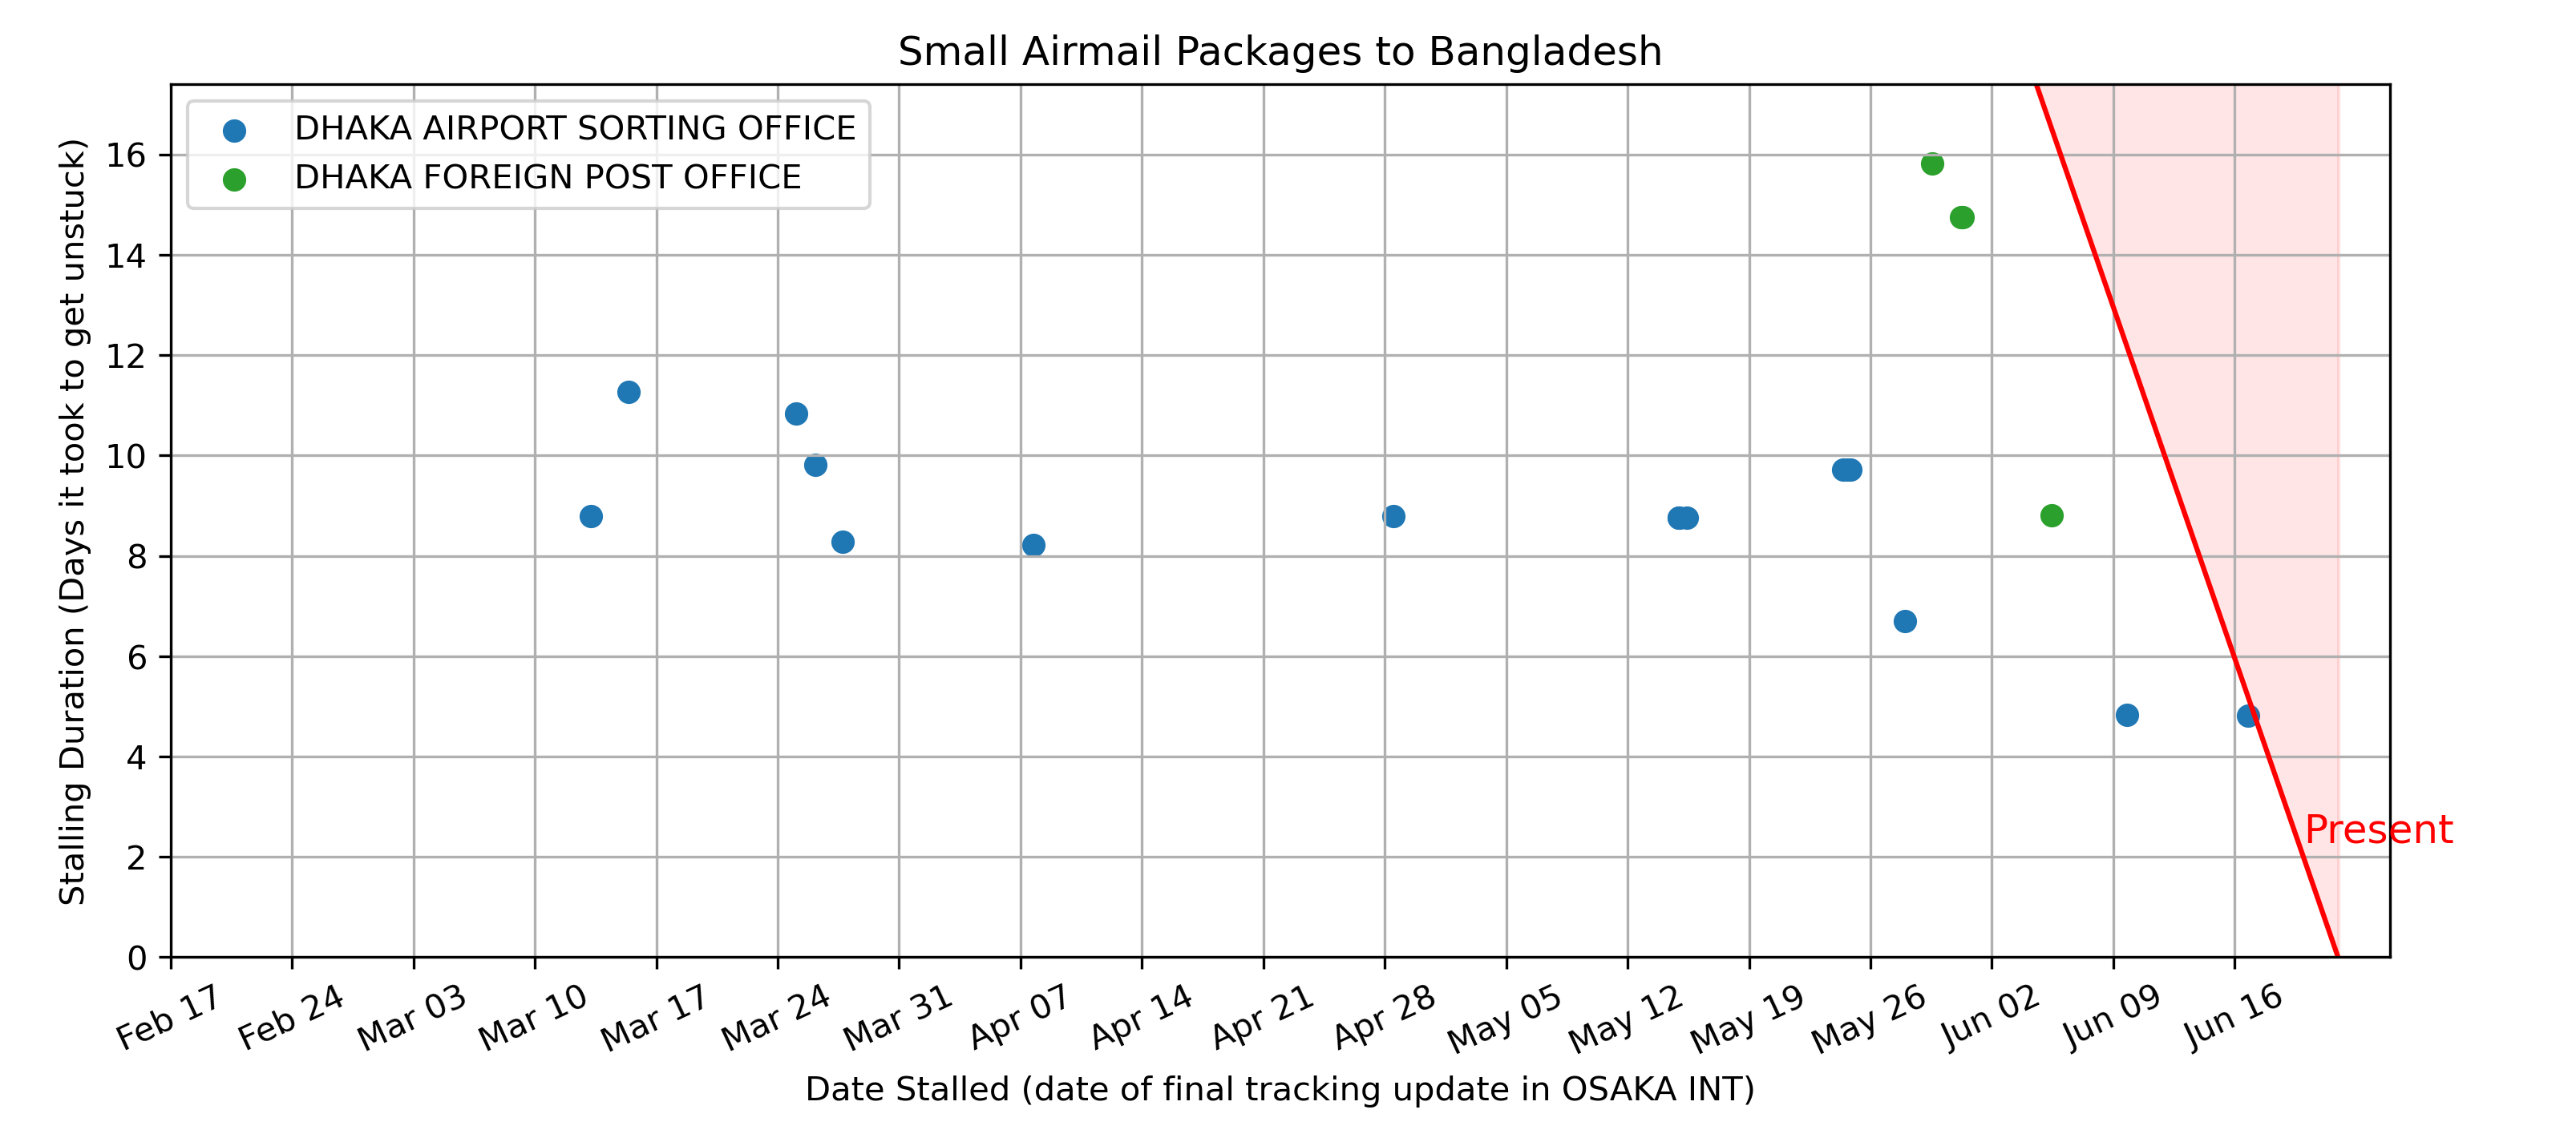 Small Airmail Packages to Bangladesh
DHAKA AIRPORT SORTING OFFICE
DHAKA FOREIGN POST OFFICE
Stalling Duration (Days it took to get unstuck)
16
14
12
10
8
6
4
2
0
Present
Feb 17
Feb 24
Mar 03
Mar 10
Mar 17
Mar 24
Mar 31
Apr 07
Apr 14
Apr 21
Apr 28
May 05
May 12
May 19
May 26
Jun 02
Jun 09
Jun 16
Date Stalled (date of final tracking update in OSAKA INT)